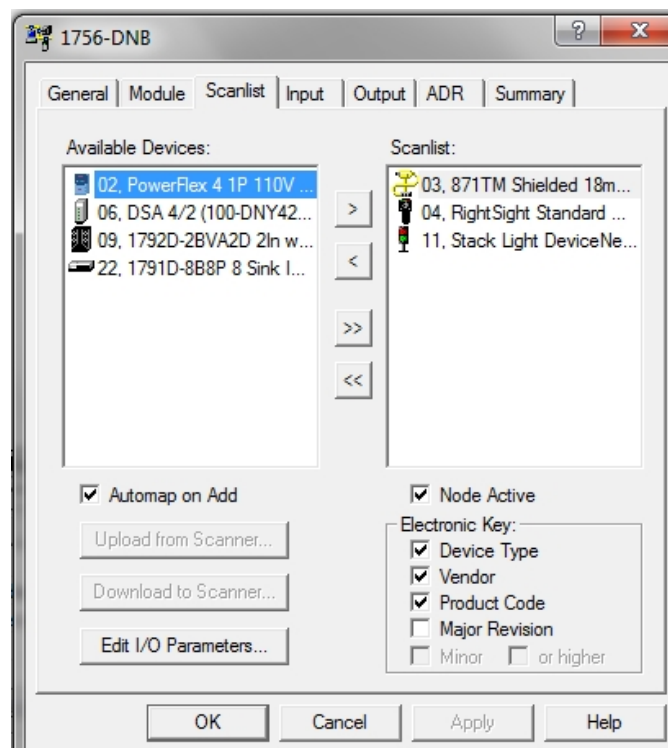 1756-DNB
General Module Scanlist Input Output ADR Summary
Available Devices:
02, PowerFlex 4 1P 110V ...
06, DSA 4/2 (100-DNY42...
09, 1792D-2BVA2D 2In w...
22, 1791D-8B8P 8 Sink I...
>
<
>>
<<
Scanlist:
03, 871TM Shielded 18m...
04, RightSight Standard ...
11, Stack Light DeviceNe...
Automap on Add
Upload from Scanner...
Download to Scanner...
Edit I/O Parameters...
Node Active
Electronic Key:
Device Type
Vendor
Product Code
Major Revision
Minor or higher
OK Cancel Apply Help